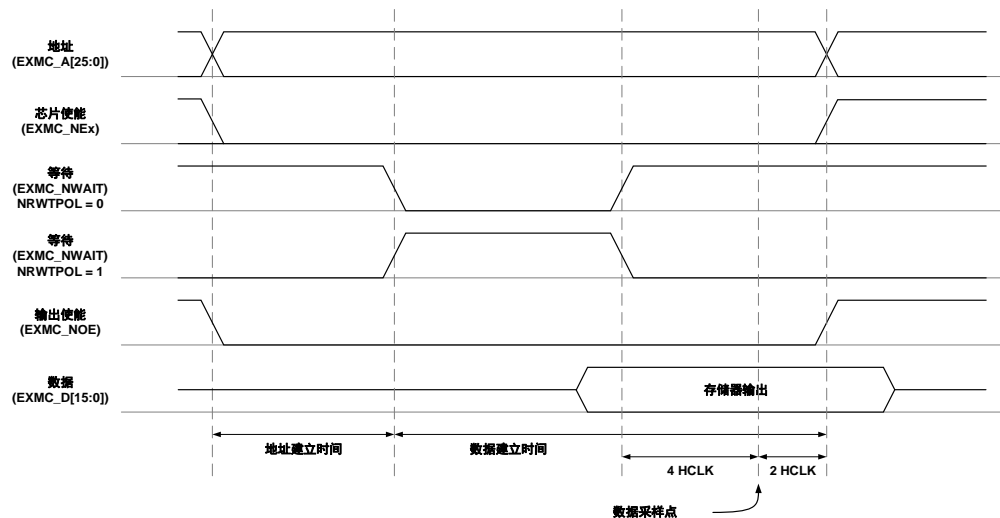 地址
(EXMC_A[25:0])
芯片使能
(EXMC_NEx)
等待
(EXMC_NWAIT)
NRWTPOL = 0
等待
(EXMC_NWAIT)
NRWTPOL = 1
输出使能
(EXMC_NOE)
数据
(EXMC_D[15:0])
存储器输出
地址建立时间
数据建立时间
4 HCLK
2 HCLK
数据采样点